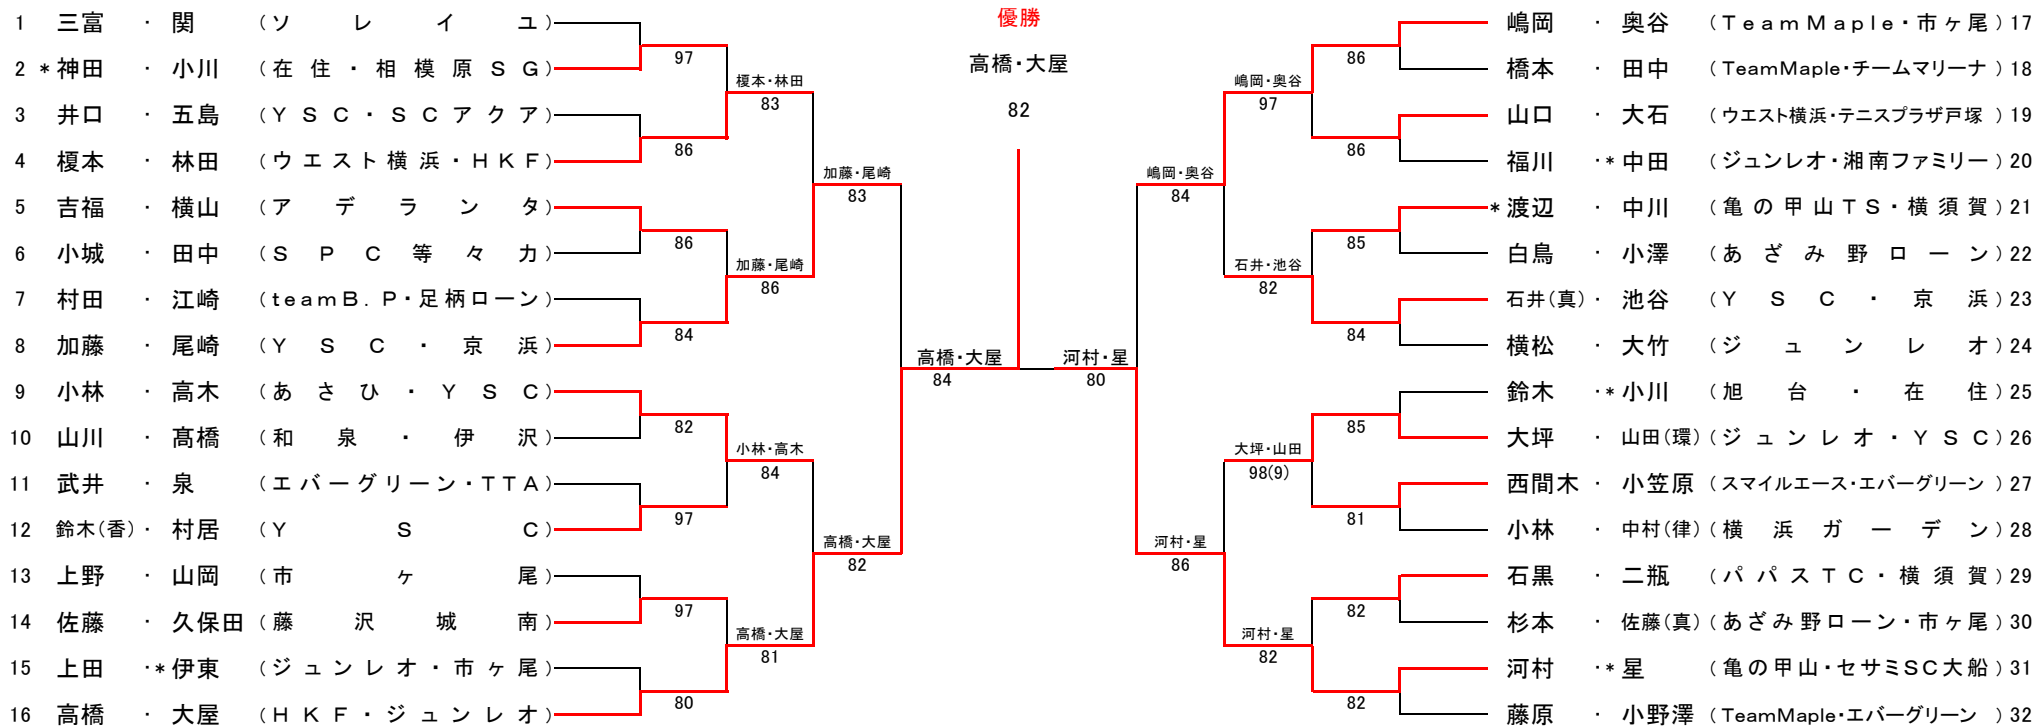 優勝
高橋・大屋
82
1 三富 ・ 関 (ソレイユ)
2 *神田 ・ 小川 (在住・相模原SG)
3 井口 ・ 五島 (YSC・SCアクア)
4 榎本 ・ 林田 (ウエスト横浜・HKF)
5 吉福 ・ 横山 (アデランタ)
6 小城 ・ 田中 (SPC等々力)
7 村田 ・ 江崎 (teamB.P・足柄ローン)
8 加藤 ・ 尾崎 (YSC・京浜)
9 小林 ・ 高木 (あさひ・YSC)
10 山川 ・ 髙橋 (和泉・伊沢)
11 武井 ・ 泉 (エバーグリーン・TTA)
12 鈴木(香)・ 村居 (YSC)
13 上野 ・ 山岡 (市ヶ尾)
14 佐藤 ・ 久保田 (藤沢城南)
15 上田 ・*伊東 (ジュンレオ・市ヶ尾)
16 高橋 ・ 大屋 (HKF・ジュンレオ)
97
86
86
84
82
97
97
80
榎本・林田
83
加藤・尾崎
86
小林・高木
84
高橋・大屋
81
加藤・尾崎
83
高橋・大屋
82
高橋・大屋
84
河村・星
80
嶋岡・奥谷
84
河村・星
86
嶋岡・奥谷
97
石井・池谷
82
大坪・山田
98(9)
河村・星
82
86
86
85
84
85
81
82
82
嶋岡 ・ 奥谷 (TeamMaple・市ヶ尾) 17
橋本 ・ 田中 (TeamMaple・チームマリーナ) 18
山口 ・ 大石 (ウエスト横浜・テニスプラザ戸塚) 19
福川 ・*中田 (ジュンレオ・湘南ファミリー) 20
*渡辺 ・ 中川 (亀の甲山TS・横須賀) 21
白鳥 ・ 小澤 (あざみ野ローン) 22
石井(真)・ 池谷 (YSC・京浜) 23
横松 ・ 大竹 (ジュンレオ) 24
鈴木 ・*小川 (旭台・在住) 25
大坪 ・ 山田(環) (ジュンレオ・YSC) 26
西間木 ・ 小笠原 (スマイルエース・エバーグリーン) 27
小林 ・ 中村(律) (横浜ガーデン) 28
石黒 ・ 二瓶 (パパスTC・横須賀) 29
杉本 ・ 佐藤(真) (あざみ野ローン・市ヶ尾) 30
河村 ・*星 (亀の甲山・セサミSC大船) 31
藤原 ・ 小野澤 (TeamMaple・エバーグリーン) 32